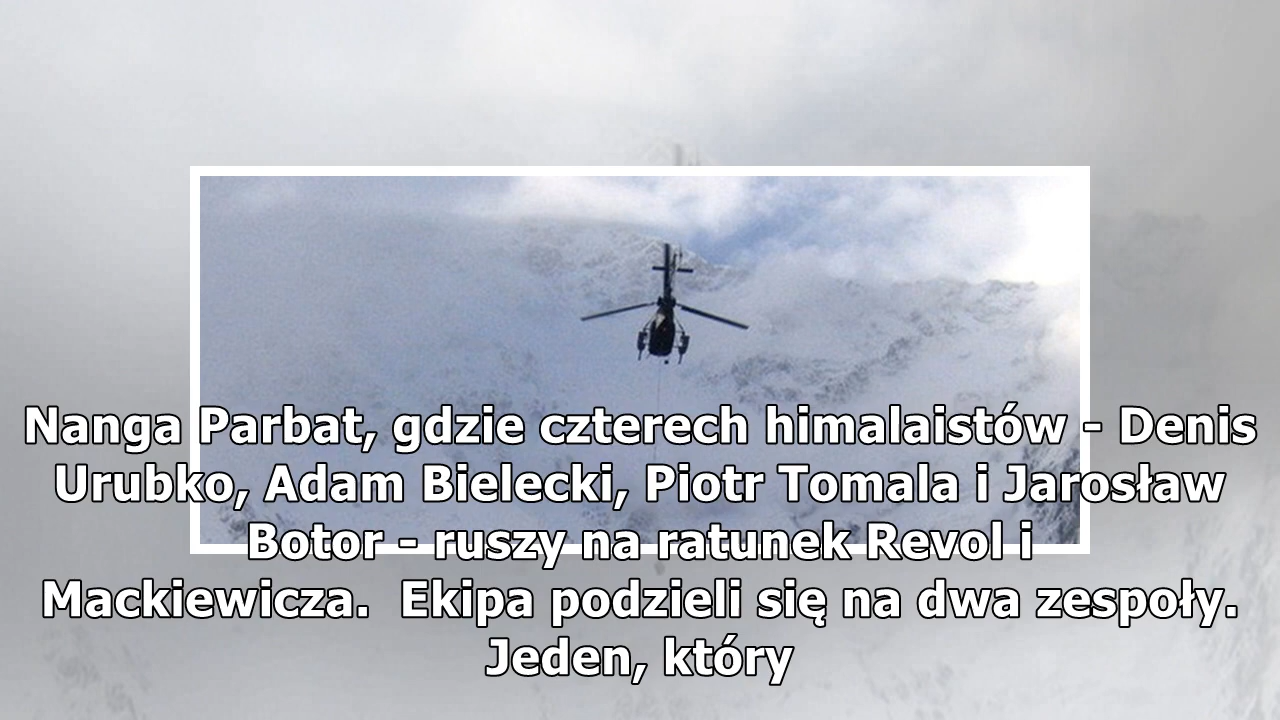 Nanga Parbat, gdzie czterech himalaistów - Denis
Urubko, Adam Bielecki, Piotr Tomala i Jarosław
Botor - ruszy na ratunek Revol i
Mackiewicza.  Ekipa podzieli się na dwa zespoły.
Jeden, który